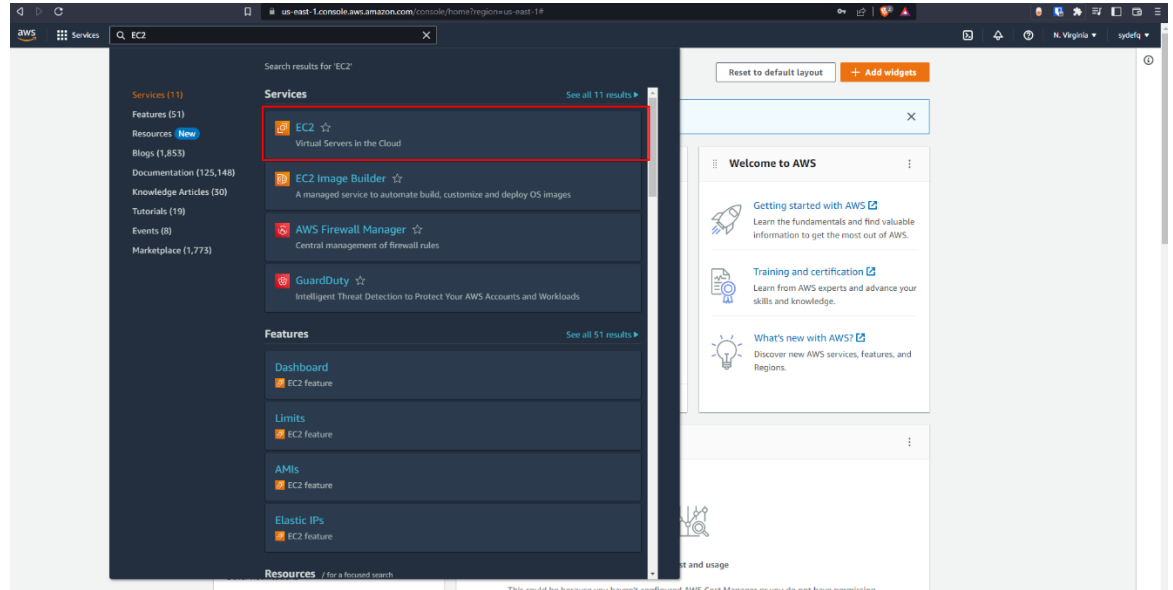 us-east-1.console.aws.amazon.com/console/home?region=us-east-1#
aws
Services
EC2
N. Virginia
sydefq
Search results for 'EC2'
Services (11)
Features (51)
Resources New
Blogs (1,853)
Documentation (125,148)
Knowledge Articles (30)
Tutorials (19)
Events (8)
Marketplace (1,773)
Services
See all 11 results
EC2
Virtual Servers in the Cloud
EC2 Image Builder
A managed service to automate build, customize and deploy OS images
AWS Firewall Manager
Central management of firewall rules
GuardDuty
Intelligent Threat Detection to Protect Your AWS Accounts and Workloads
Features
See all 51 results
Dashboard
EC2 feature
Limits
EC2 feature
AMIs
EC2 feature
Elastic IPs
EC2 feature
Resources / for a focused search
Reset to default layout
+ Add widgets
Welcome to AWS
Getting started with AWS
Learn the fundamentals and find valuable
information to get the most out of AWS.
Training and certification
Learn from AWS experts and advance your
skills and knowledge.
What's new with AWS?
Discover new AWS services, features, and
Regions.
st and usage